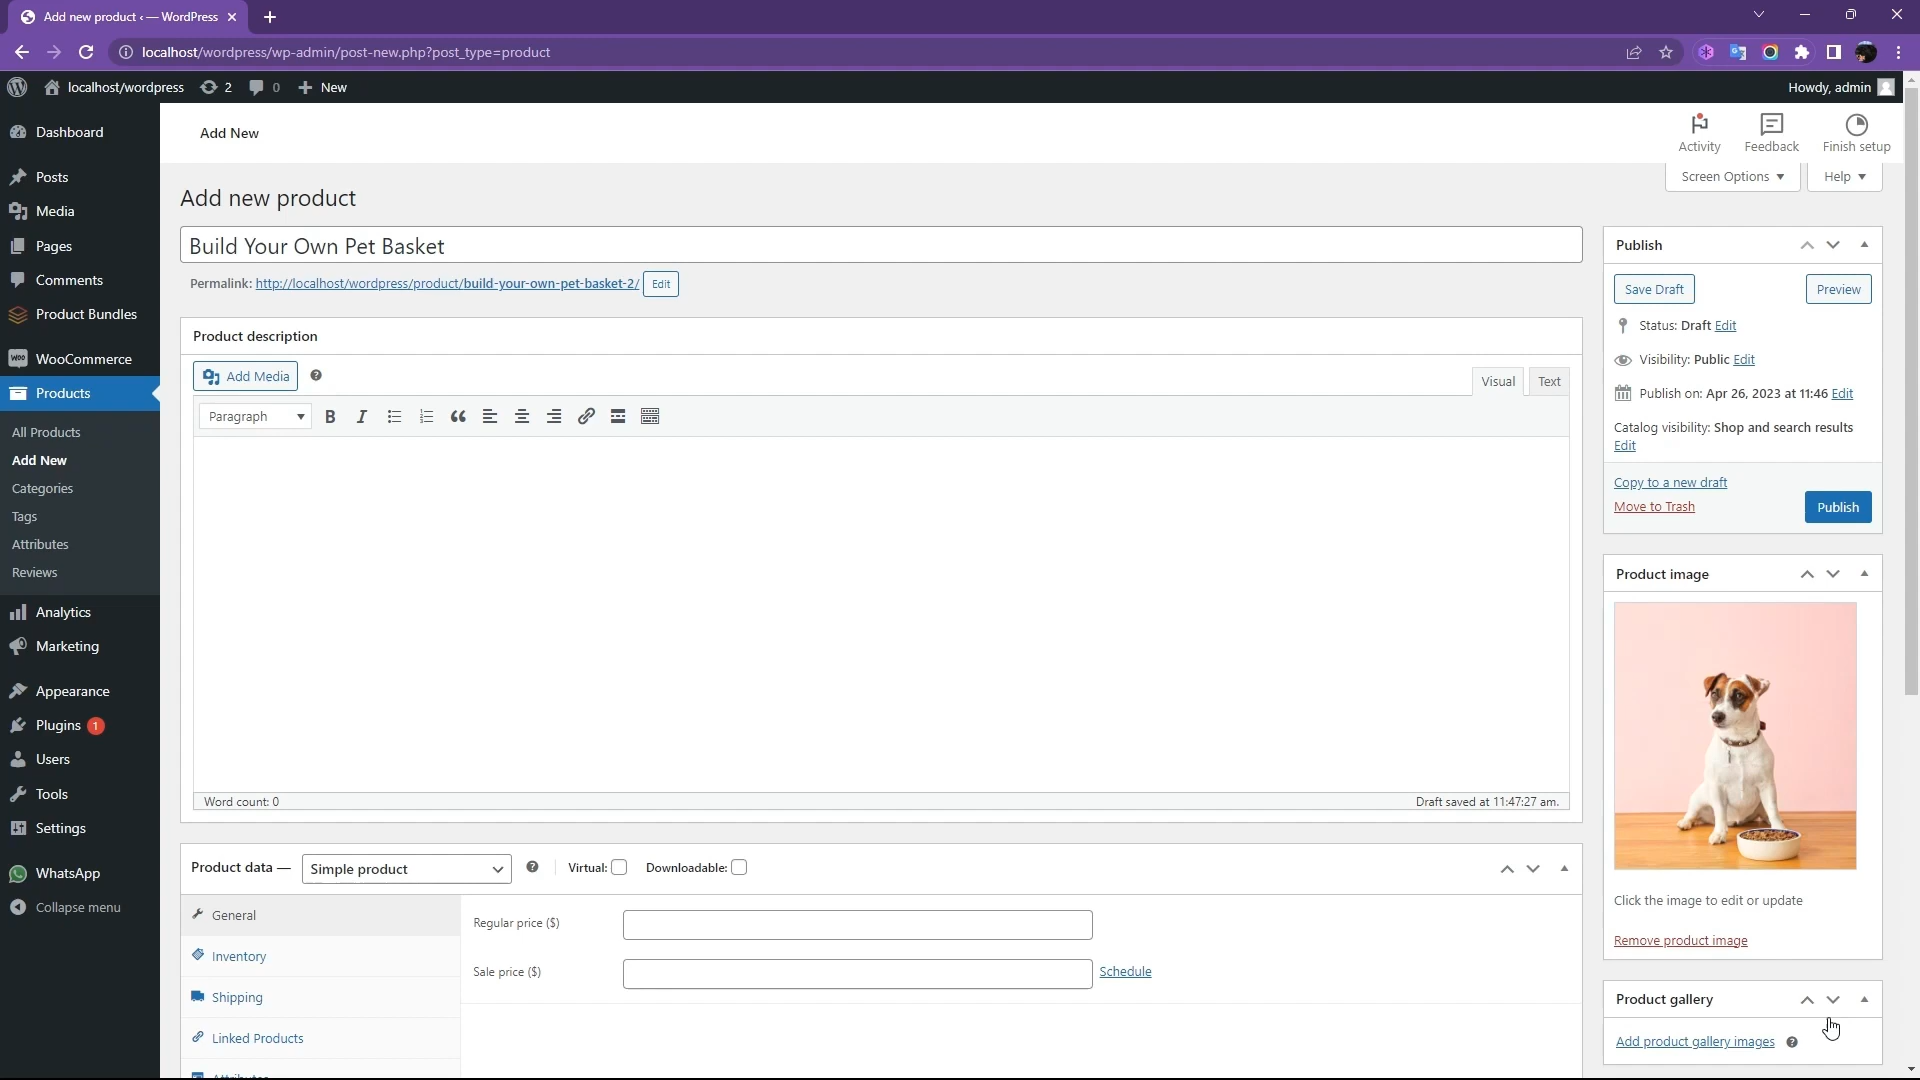 Add new product ‹ — WordPress
localhost/wordpress/wp-admin/post-new.php?post_type=product
localhost/wordpress 2 0 New
Howdy, admin
Dashboard
Posts
Media
Pages
Comments
Product Bundles
WooCommerce
Products
All Products
Add New
Categories
Tags
Attributes
Reviews
Analytics
Marketing
Appearance
Plugins 1
Users
Tools
Settings
WhatsApp
Collapse menu
Add New
Activity
Feedback
Finish setup
Screen Options
Help
Add new product
Build Your Own Pet Basket
Permalink: http://localhost/wordpress/product/build-your-own-pet-basket-2/ Edit
Product description
Add Media
Visual Text
Paragraph B I
Word count: 0
Draft saved at 11:47:27 am.
Product data — Simple product Virtual: Downloadable:
General
Inventory
Shipping
Linked Products
Attributes
Regular price ($)
Sale price ($)
Schedule
Publish
Save Draft Preview
Status: Draft Edit
Visibility: Public Edit
Publish on: Apr 26, 2023 at 11:46 Edit
Catalog visibility: Shop and search results
Edit
Copy to a new draft
Move to Trash
Publish
Product image
Click the image to edit or update
Remove product image
Product gallery
Add product gallery images